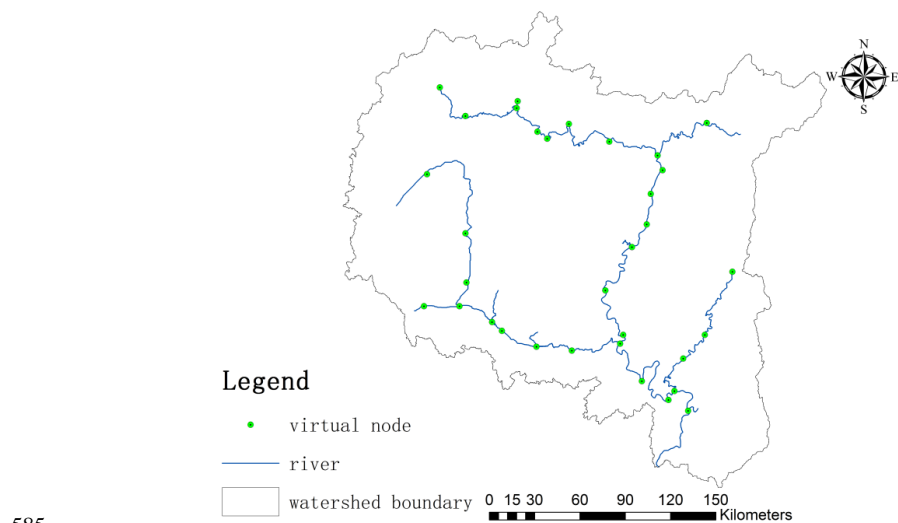 N
W E
S
Legend
virtual node
river
watershed boundary
0 15 30 60 90 120 150
Kilometers